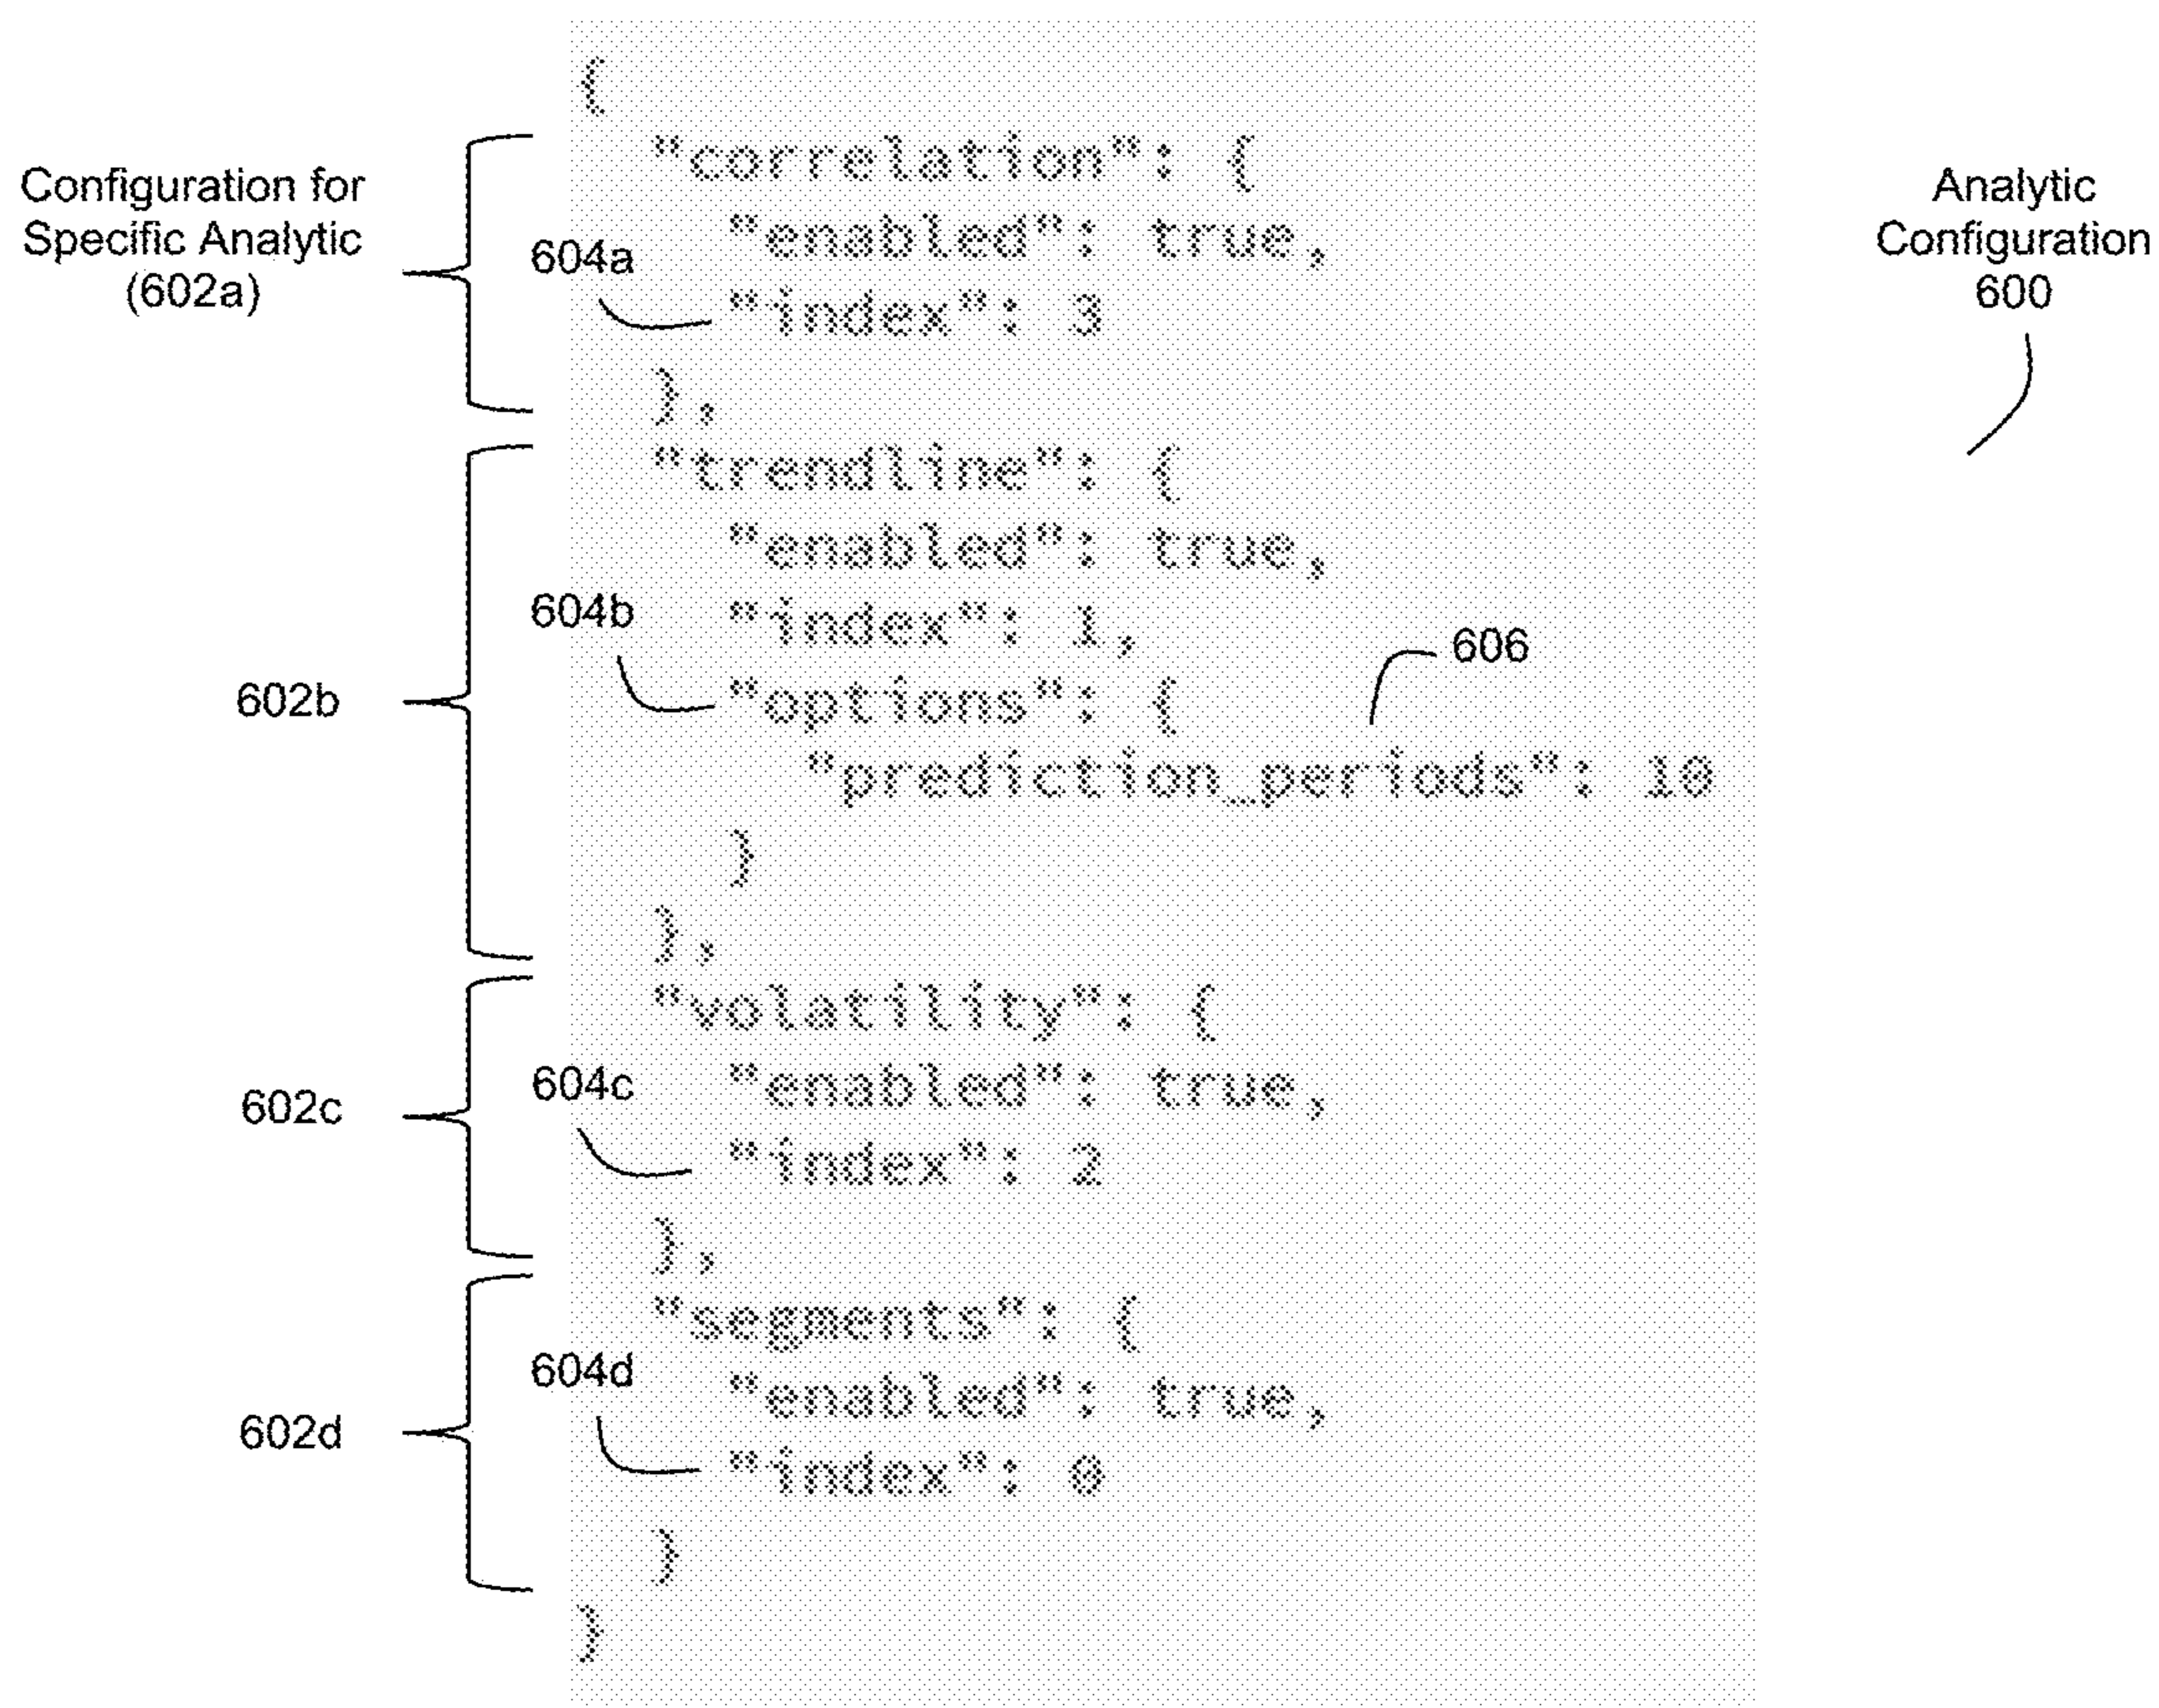 {
"correlation": {
Configuration for
Specific Analytic
(602a)
Analytic
Configuration
600
"enabled": true,
604a
"index": 3
},
"trendline": {
"enabled": true,
604b
"index": 1,
606
602b
"options": {
"prediction_periods": 10
}
},
"volatility": {
604c
"enabled": true,
602c
"index": 2
},
"segments": {
604d
"enabled": true,
602d
"index": 0
}
}